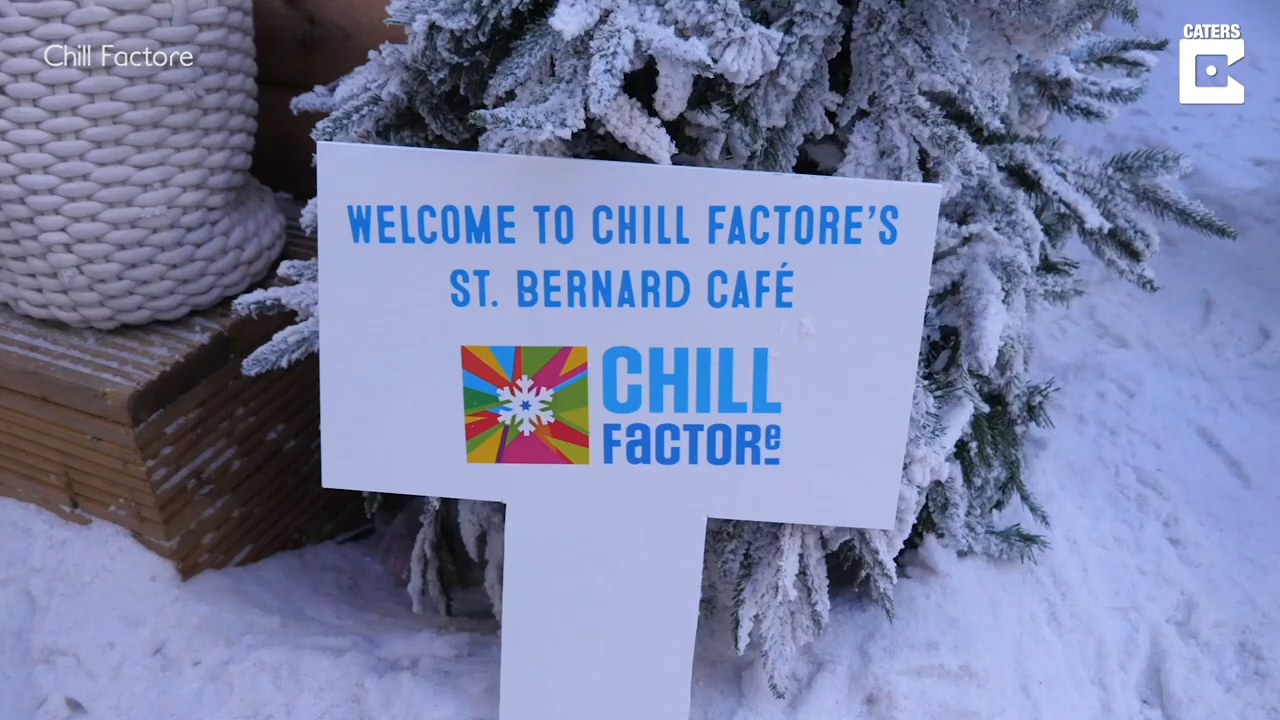 Chill Factore
CATERS
WELCOME TO CHILL FACTORE'S
ST. BERNARD CAFÉ
CHILL
FACTORe